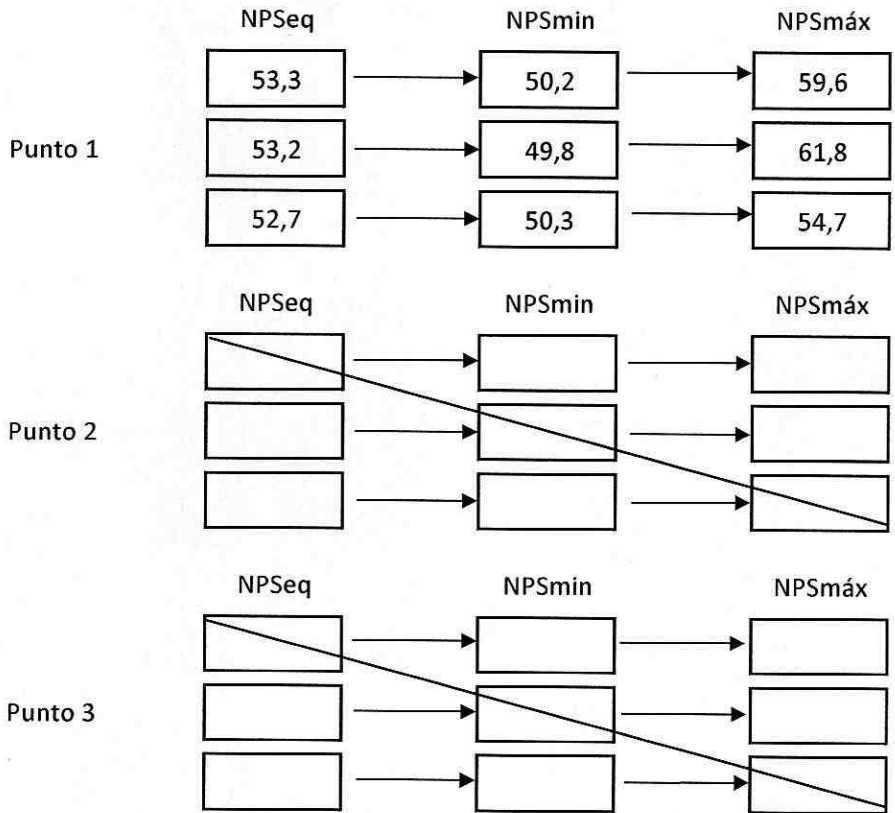 NPSeq NPSmin NPSmáx
53,3 50,2 59,6
Punto 1 53,2 49,8 61,8
52,7 50,3 54,7
NPSeq NPSmin NPSmáx
Punto 2
NPSeq NPSmin NPSmáx
Punto 3